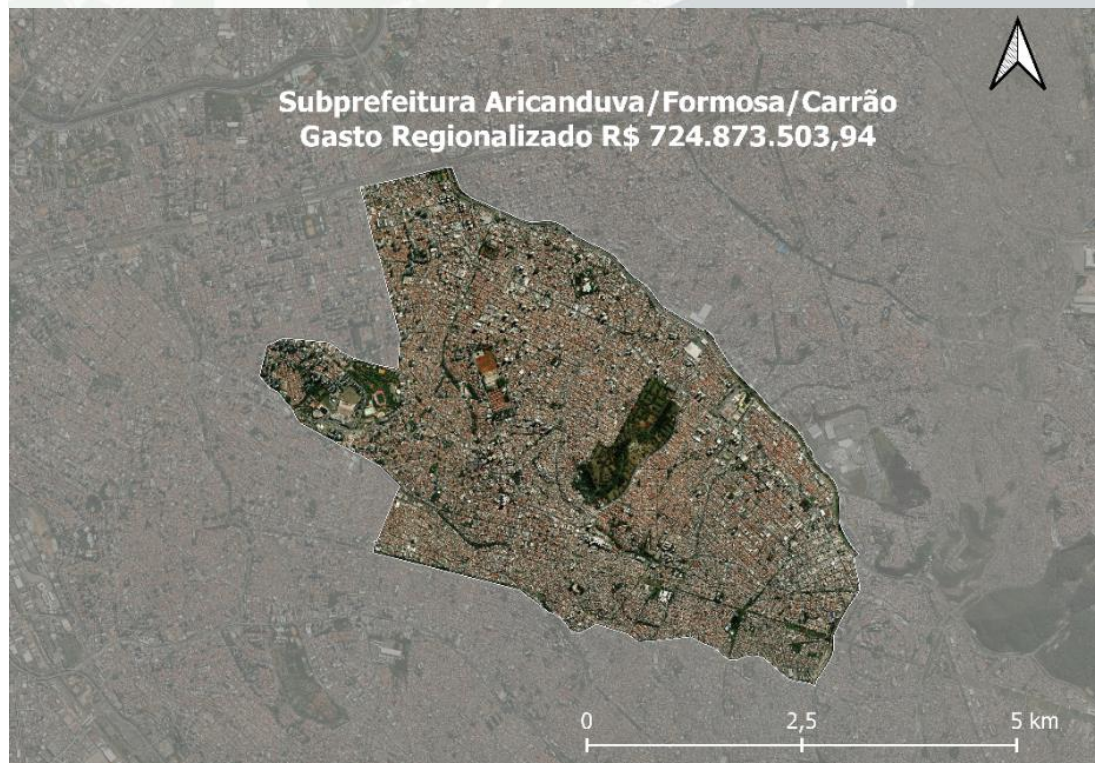 Subprefeitura Aricanduva/Formosa/Carrão
Gasto Regionalizado R$ 724.873.503,94
0 2,5 5 km